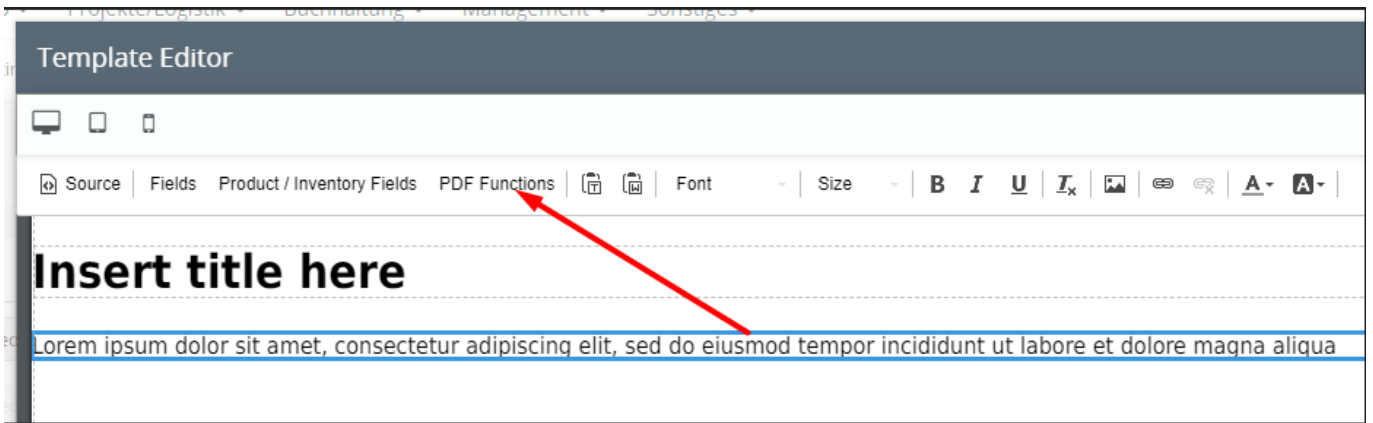 Projekte/Logistik Buchhaltung Management Sonstiges
Template Editor
Source Fields Product / Inventory Fields PDF Functions Font Size B I U Ix A A
Insert title here
Lorem ipsum dolor sit amet, consectetur adipiscing elit, sed do eiusmod tempor incididunt ut labore et dolore magna aliqua